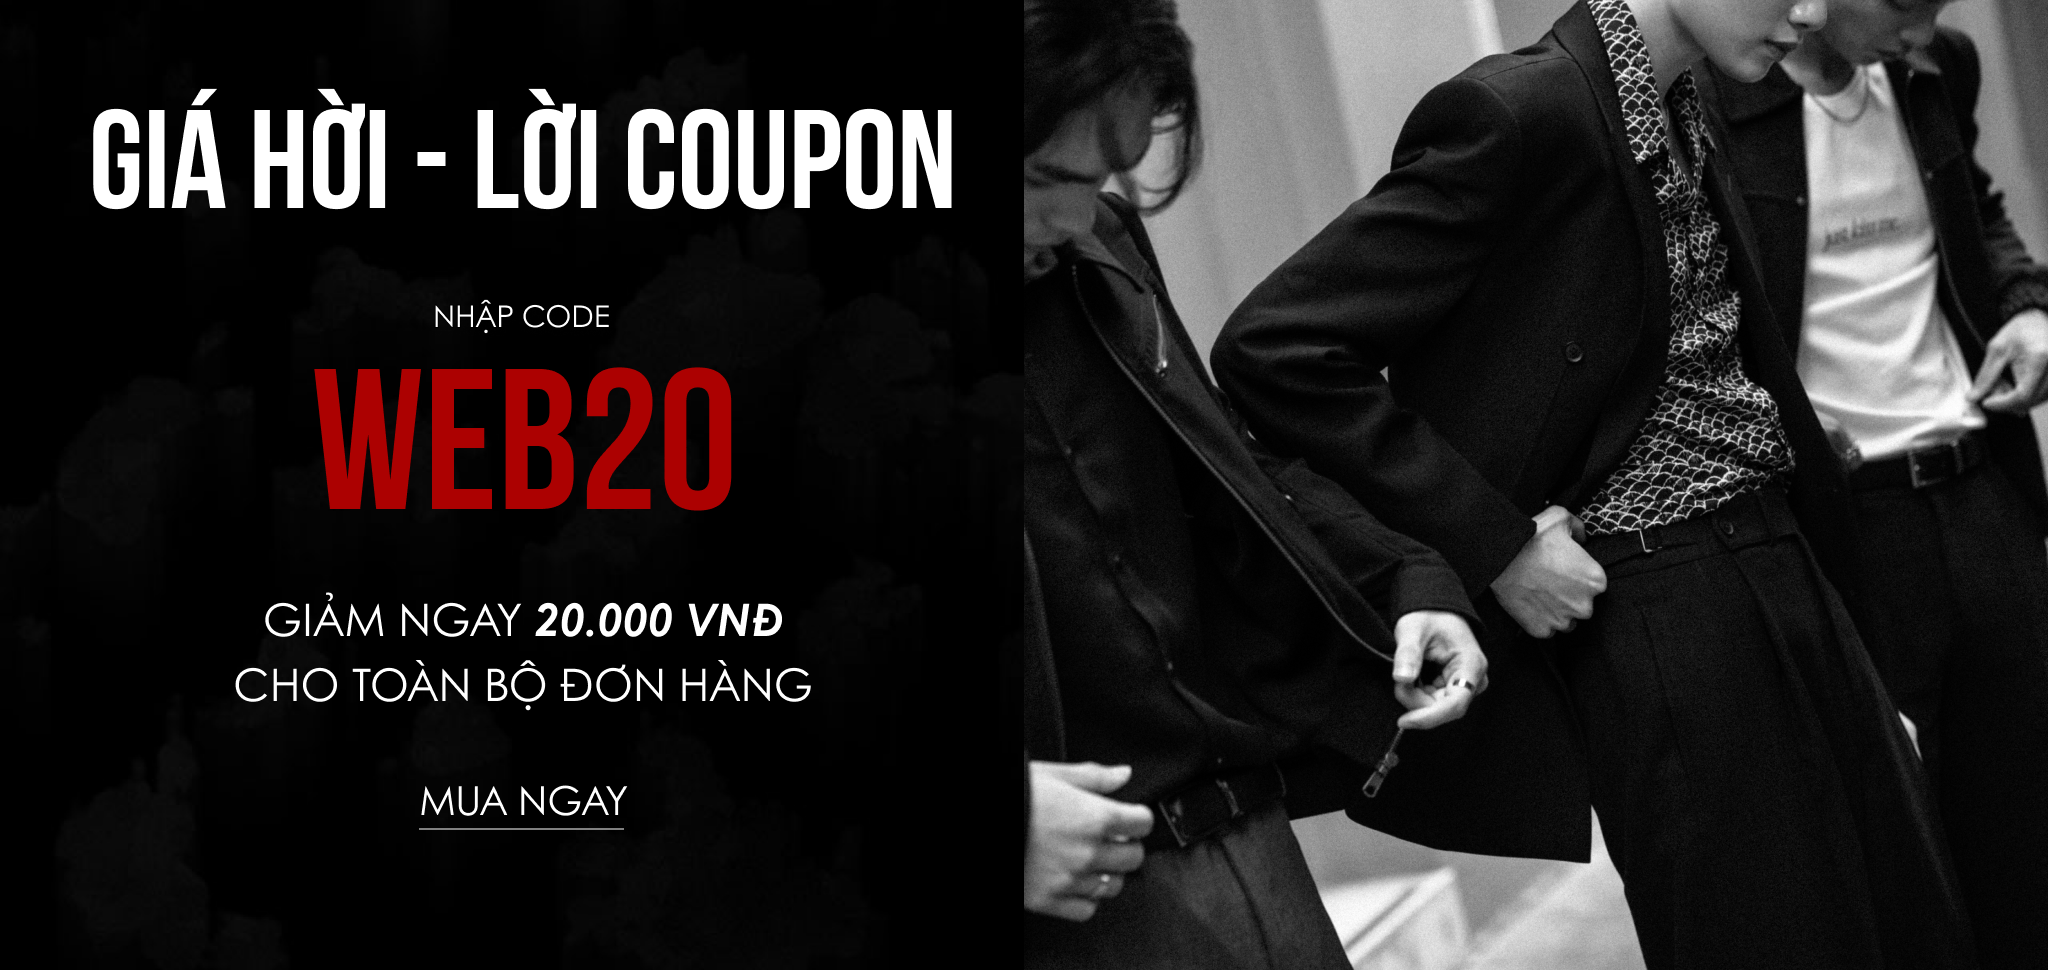 GIÁ HỜI - LỜI COUPON
NHẬP CODE
WEB20
GIẢM NGAY 20.000 VNĐ
CHO TOÀN BỘ ĐƠN HÀNG
MUA NGAY